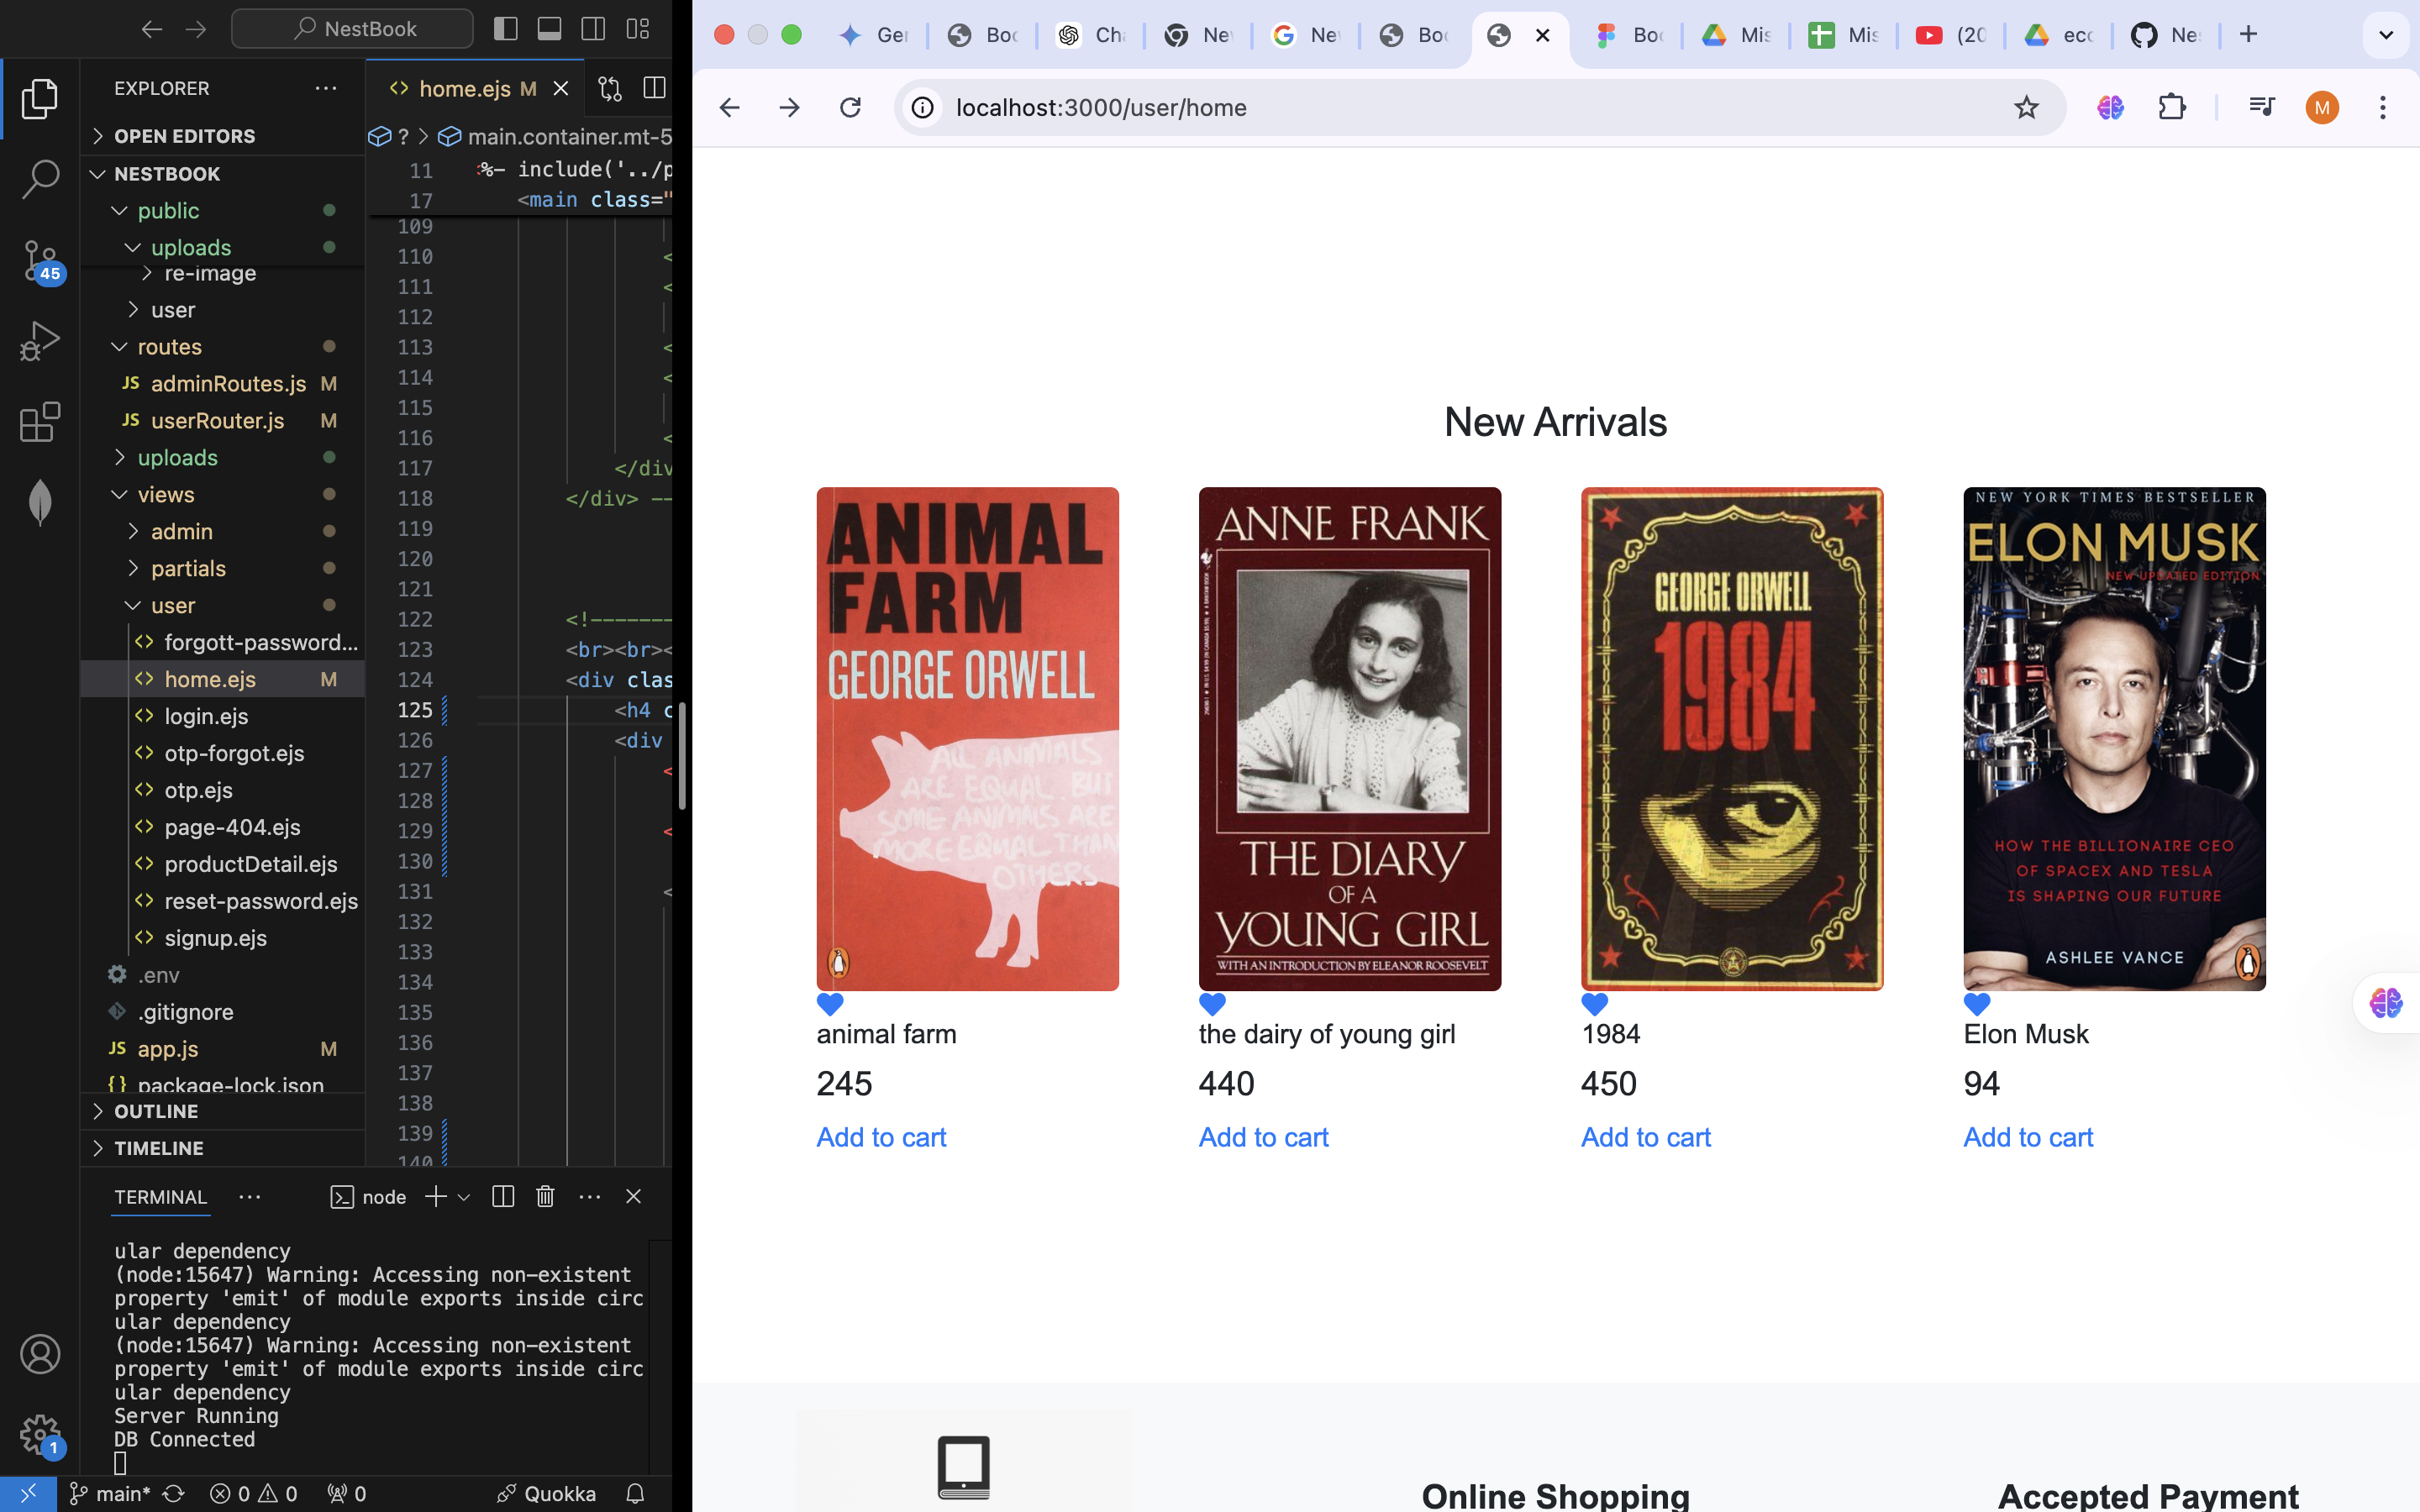 NestBook
EXPLORER
OPEN EDITORS
NESTBOOK
public
uploads
re-image
user
routes
JS adminRoutes.js M
JS userRouter.js M
uploads
views
admin
partials
user
<> forgott-password...
<> home.ejs M
<> login.ejs
<> otp-forgot.ejs
<> otp.ejs
<> page-404.ejs
<> productDetail.ejs
<> reset-password.ejs
<> signup.ejs
.env
.gitignore
JS app.js M
{} package-lock.json
OUTLINE
TIMELINE
45
1
<> home.ejs M
? > main.container.mt-5
11 %- include('../p
17 <main class="
109
110 <
111 <
112
113 <
114 <
115
116 <
117 </div
118 </div> --
119
120
121
122 <!--------
123 <br><br><
124 <div clas
125 <h4 c
126 <div
127 <
128
129 <
130
131 <
132
133
134
135
136
137
138
139
140
TERMINAL
node
ular dependency
(node:15647) Warning: Accessing non-existent
property 'emit' of module exports inside circ
ular dependency
(node:15647) Warning: Accessing non-existent
property 'emit' of module exports inside circ
ular dependency
Server Running
DB Connected
main* 0 0 0 Quokka
Ger
Boo
Cha
Ne
Ne
Boo
Boo
Mis
Mis
(20
ecc
Nes
localhost:3000/user/home
M
New Arrivals
ANIMAL
FARM
GEORGE ORWELL
ALL ANIMALS
ARE EQUAL BUT
SOME ANIMALS ARE
MORE EQUAL THAN
OTHERS
animal farm
245
Add to cart
ANNE FRANK
THE DIARY
OF A
YOUNG GIRL
WITH AN INTRODUCTION BY ELEANOR ROOSEVELT
the dairy of young girl
440
Add to cart
GEORGE ORWELL
1984
1984
450
Add to cart
NEW YORK TIMES BESTSELLER
ELON MUSK
NEW UPDATED EDITION
HOW THE BILLIONAIRE CEO
OF SPACEX AND TESLA
IS SHAPING OUR FUTURE
ASHLEE VANCE
Elon Musk
94
Add to cart
Online Shopping
Accepted Payment